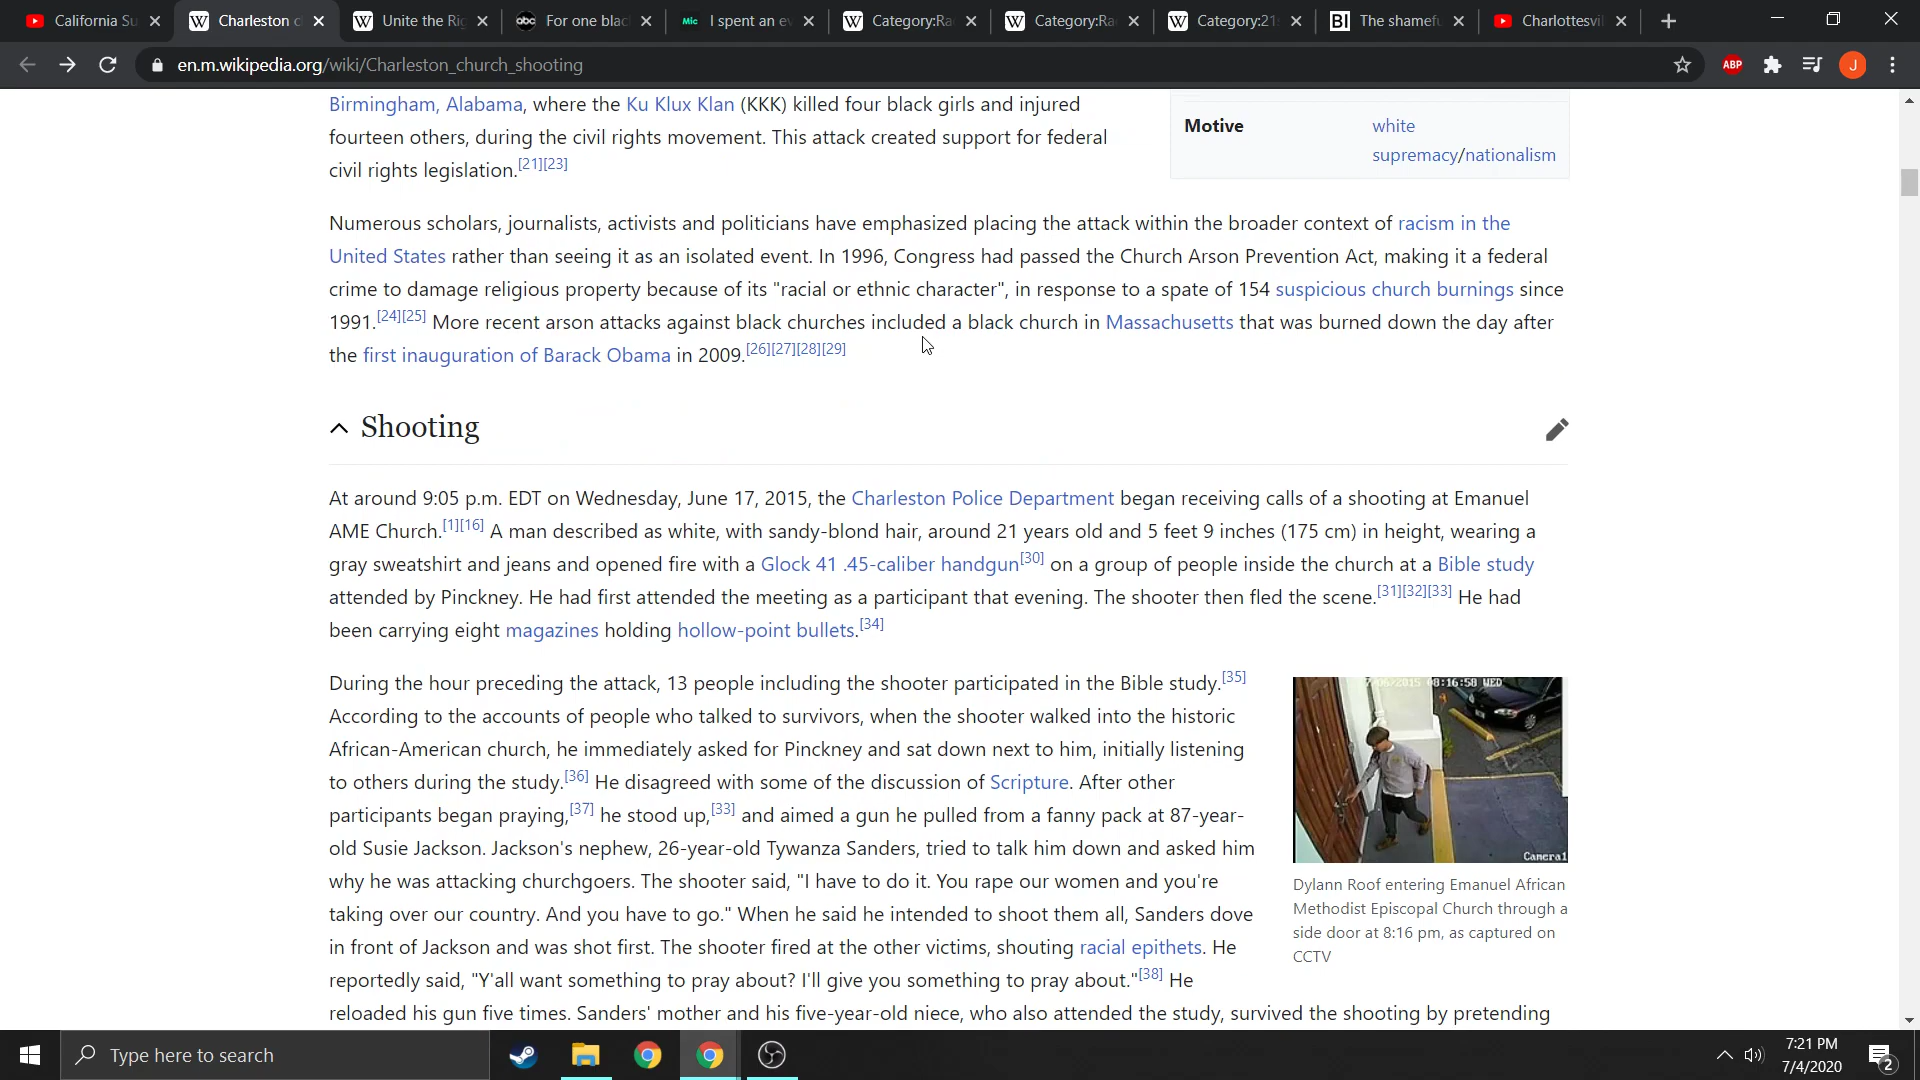 California Su
Charleston c
Unite the Rig
abc For one blac
Mic I spent an ev
Category:Ra
Category:Ra
Category:21s
BI The shamefu
Charlottesvil
en.m.wikipedia.org/wiki/Charleston_church_shooting
ABP
J
Birmingham, Alabama, where the Ku Klux Klan (KKK) killed four black girls and injured
fourteen others, during the civil rights movement. This attack created support for federal
civil rights legislation.[21][23]
Motive white
supremacy/nationalism
Numerous scholars, journalists, activists and politicians have emphasized placing the attack within the broader context of racism in the
United States rather than seeing it as an isolated event. In 1996, Congress had passed the Church Arson Prevention Act, making it a federal
crime to damage religious property because of its "racial or ethnic character", in response to a spate of 154 suspicious church burnings since
1991.[24][25] More recent arson attacks against black churches included a black church in Massachusetts that was burned down the day after
the first inauguration of Barack Obama in 2009.[26][27][28][29]
Shooting
At around 9:05 p.m. EDT on Wednesday, June 17, 2015, the Charleston Police Department began receiving calls of a shooting at Emanuel
AME Church.[1][16] A man described as white, with sandy-blond hair, around 21 years old and 5 feet 9 inches (175 cm) in height, wearing a
gray sweatshirt and jeans and opened fire with a Glock 41 .45-caliber handgun[30] on a group of people inside the church at a Bible study
attended by Pinckney. He had first attended the meeting as a participant that evening. The shooter then fled the scene.[31][32][33] He had
been carrying eight magazines holding hollow-point bullets.[34]
During the hour preceding the attack, 13 people including the shooter participated in the Bible study.[35]
According to the accounts of people who talked to survivors, when the shooter walked into the historic
African-American church, he immediately asked for Pinckney and sat down next to him, initially listening
to others during the study.[36] He disagreed with some of the discussion of Scripture. After other
participants began praying,[37] he stood up,[33] and aimed a gun he pulled from a fanny pack at 87-year-
old Susie Jackson. Jackson's nephew, 26-year-old Tywanza Sanders, tried to talk him down and asked him
why he was attacking churchgoers. The shooter said, "I have to do it. You rape our women and you're
taking over our country. And you have to go." When he said he intended to shoot them all, Sanders dove
in front of Jackson and was shot first. The shooter fired at the other victims, shouting racial epithets. He
reportedly said, "Y'all want something to pray about? I'll give you something to pray about."[38] He
reloaded his gun five times. Sanders' mother and his five-year-old niece, who also attended the study, survived the shooting by pretending
2015 08:16:58 WED
Camera1
Dylann Roof entering Emanuel African
Methodist Episcopal Church through a
side door at 8:16 pm, as captured on
CCTV
Type here to search
7:21 PM
7/4/2020
2